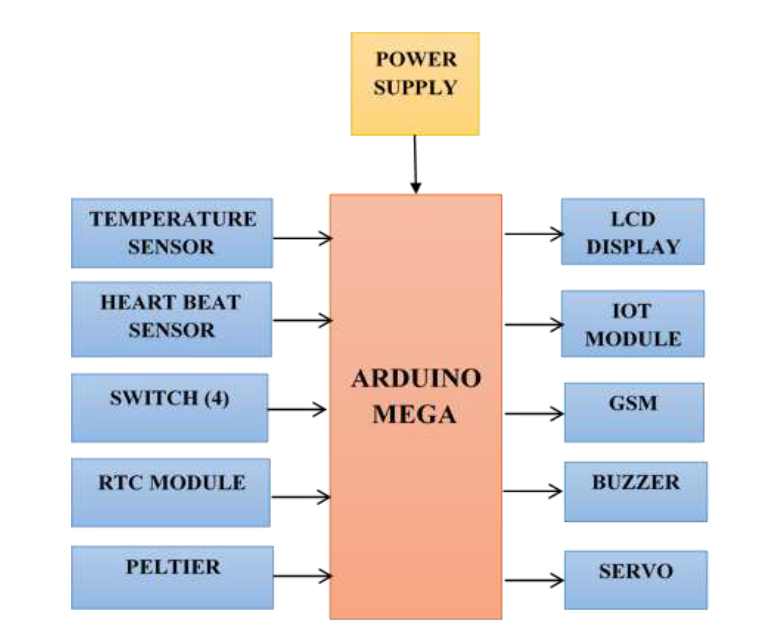 POWER
SUPPLY
TEMPERATURE
SENSOR
HEART BEAT
SENSOR
SWITCH (4)
RTC MODULE
PELTIER
ARDUINO
MEGA
LCD
DISPLAY
IOT
MODULE
GSM
BUZZER
SERVO